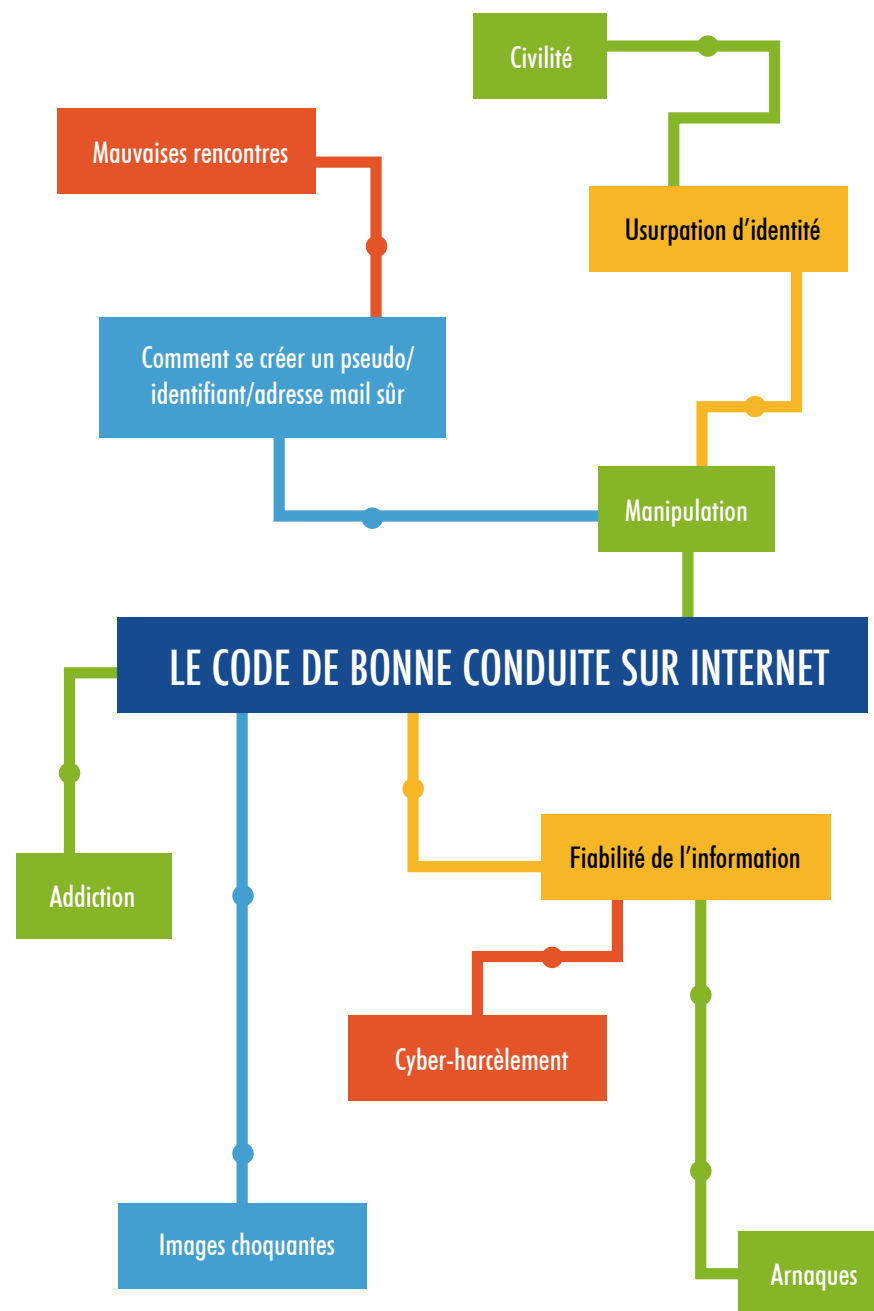 Civilité
Mauvaises rencontres
Usurpation d’identité
Comment se créer un pseudo/
identifiant/adresse mail sûr
Manipulation
LE CODE DE BONNE CONDUITE SUR INTERNET
Fiabilité de l’information
Addiction
Cyber-harcèlement
Images choquantes
Arnaques